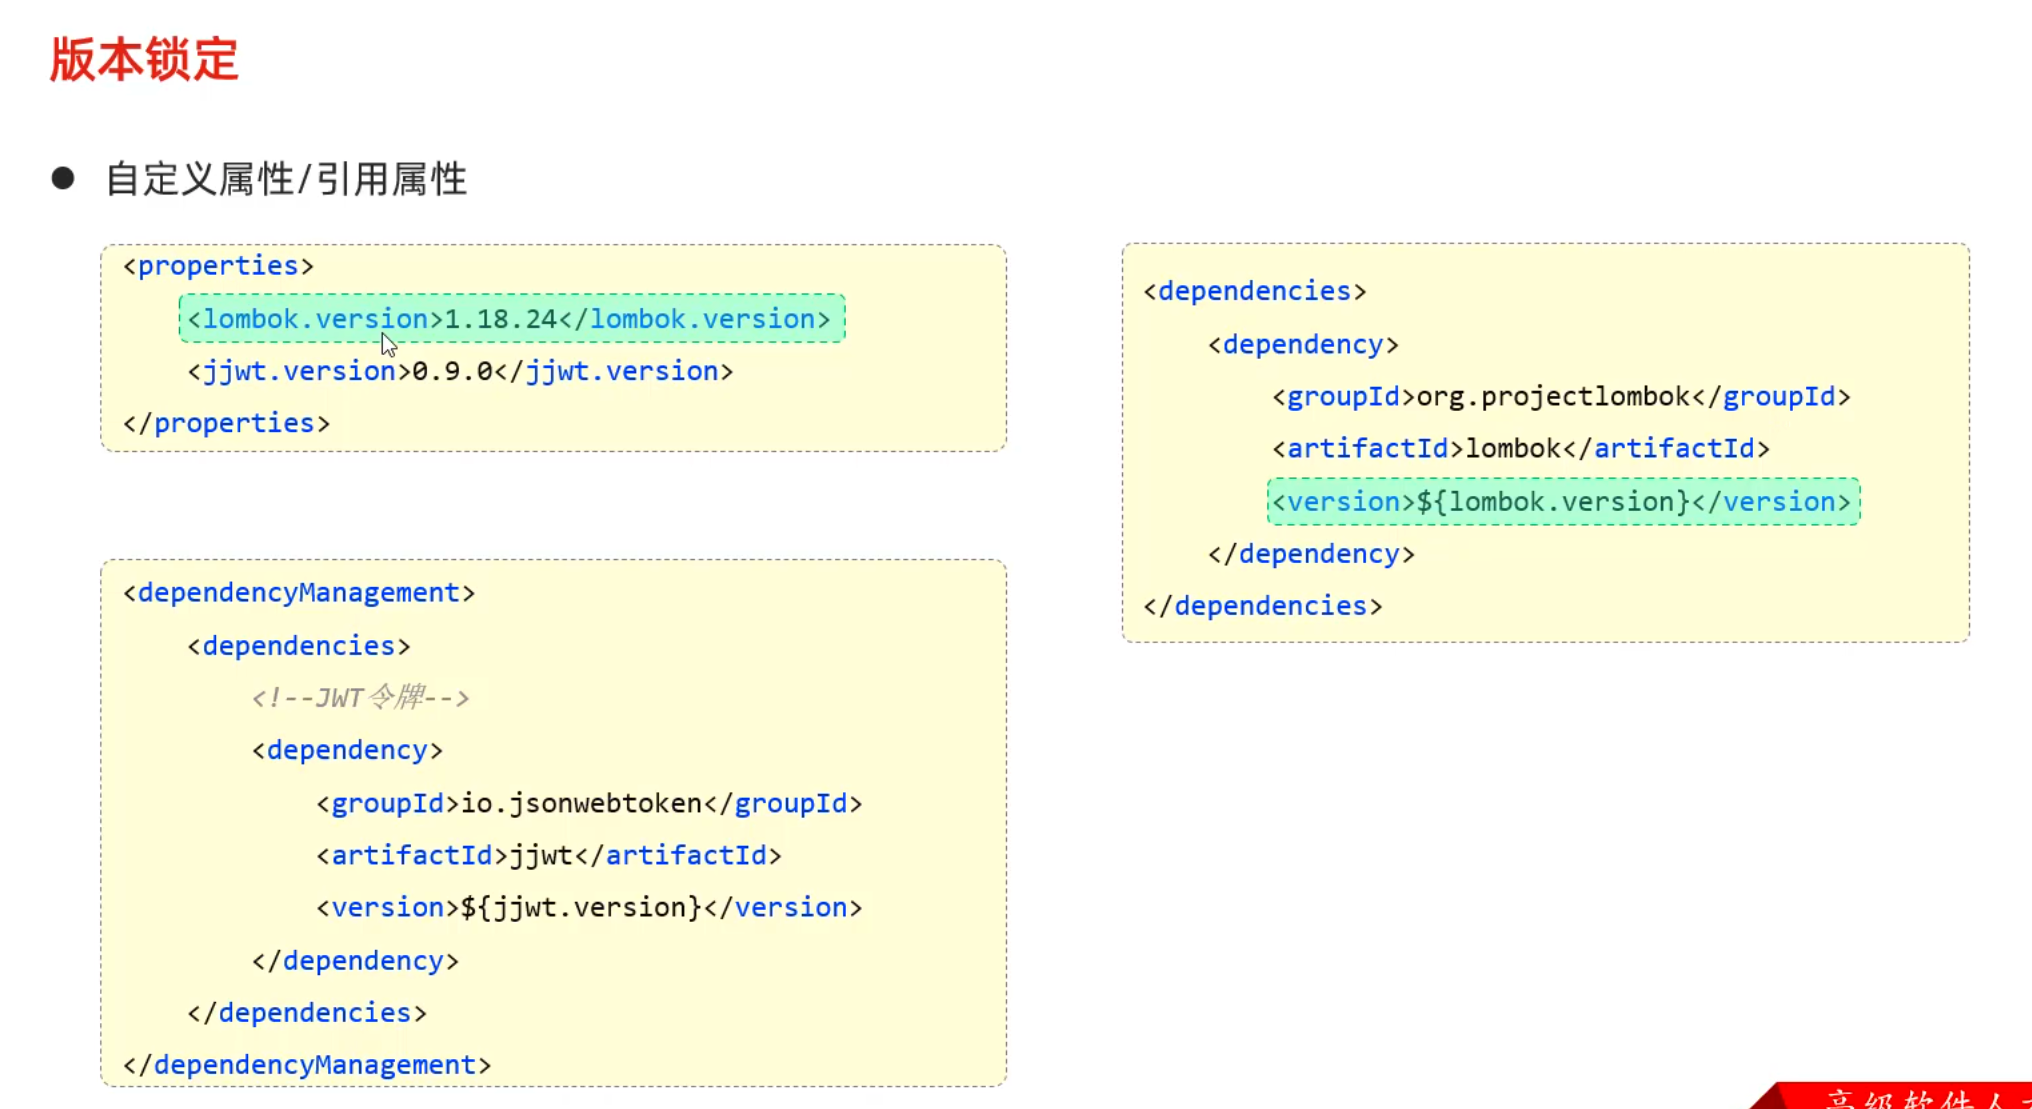 版本锁定
● 自定义属性/引用属性
<properties>
<lombok.version>1.18.24</lombok.version>
<jjwt.version>0.9.0</jjwt.version>
</properties>
<dependencyManagement>
<dependencies>
<!--JWT令牌-->
<dependency>
<groupId>io.jsonwebtoken</groupId>
<artifactId>jjwt</artifactId>
<version>${jjwt.version}</version>
</dependency>
</dependencies>
</dependencyManagement>
<dependencies>
<dependency>
<groupId>org.projectlombok</groupId>
<artifactId>lombok</artifactId>
<version>${lombok.version}</version>
</dependency>
</dependencies>
高级软件人